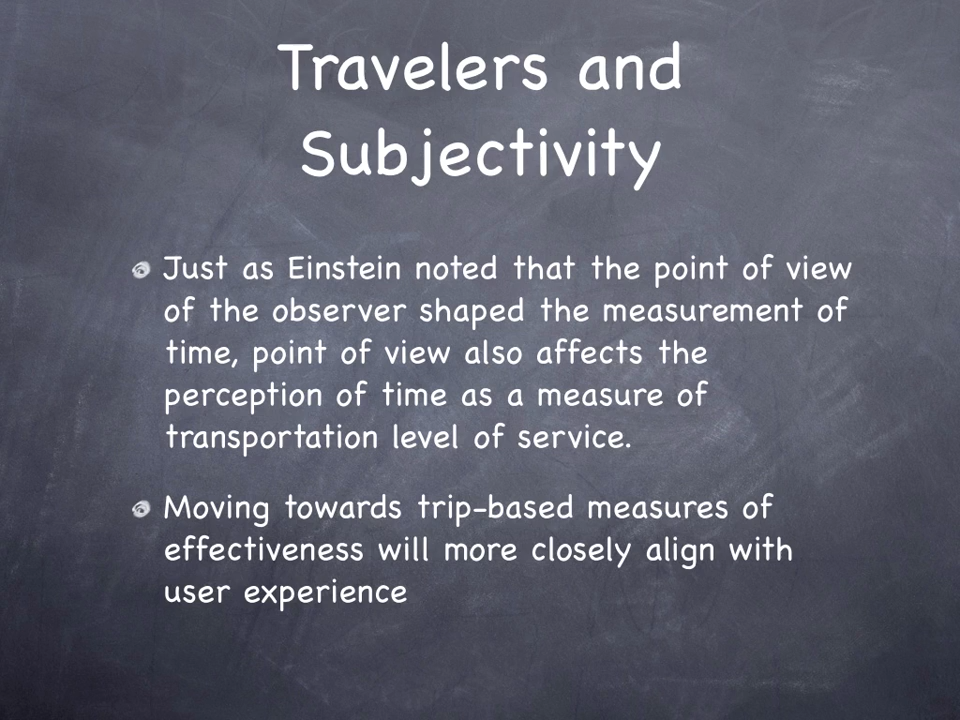 Travelers and
Subjectivity
Just as Einstein noted that the point of view
of the observer shaped the measurement of
time, point of view also affects the
perception of time as a measure of
transportation level of service.
Moving towards trip-based measures of
effectiveness will more closely align with
user experience